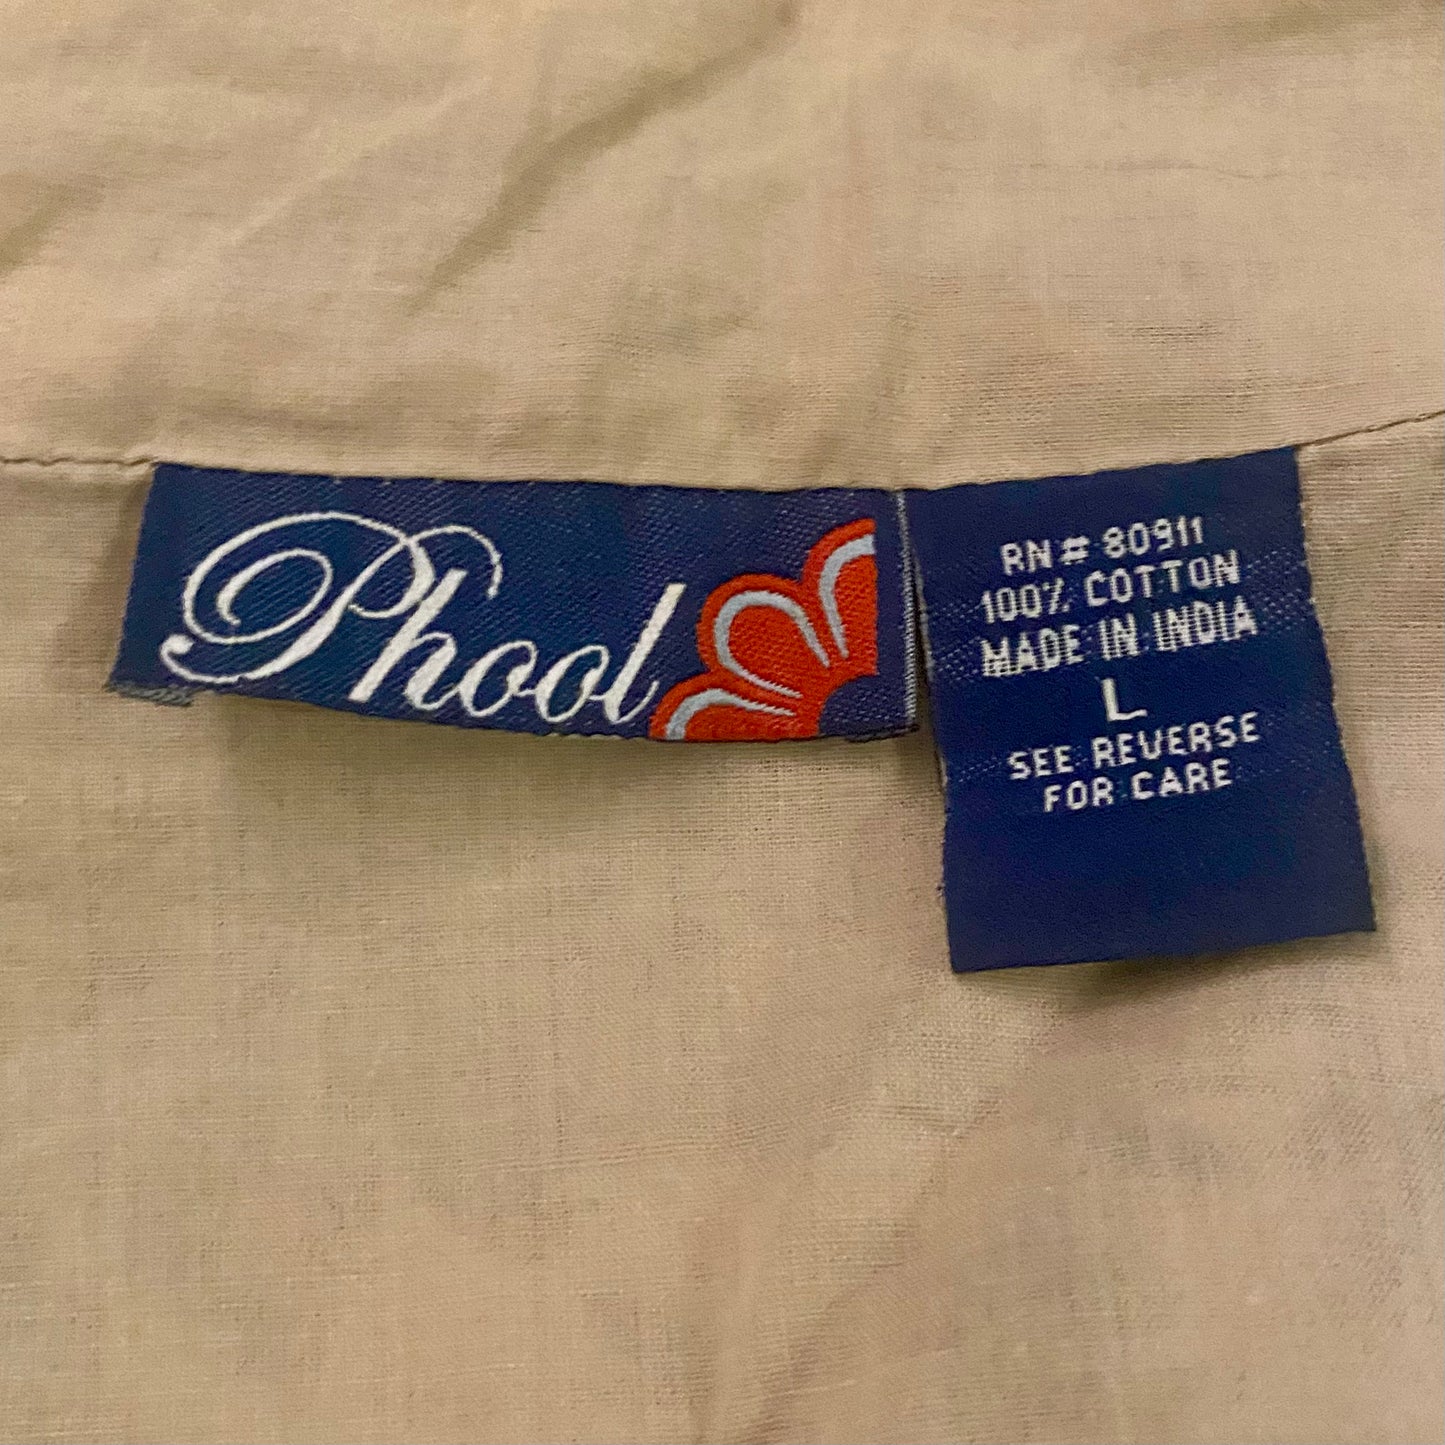 Phool
RN # 80911
100% COTTON
MADE IN INDIA
L
SEE REVERSE
FOR CARE